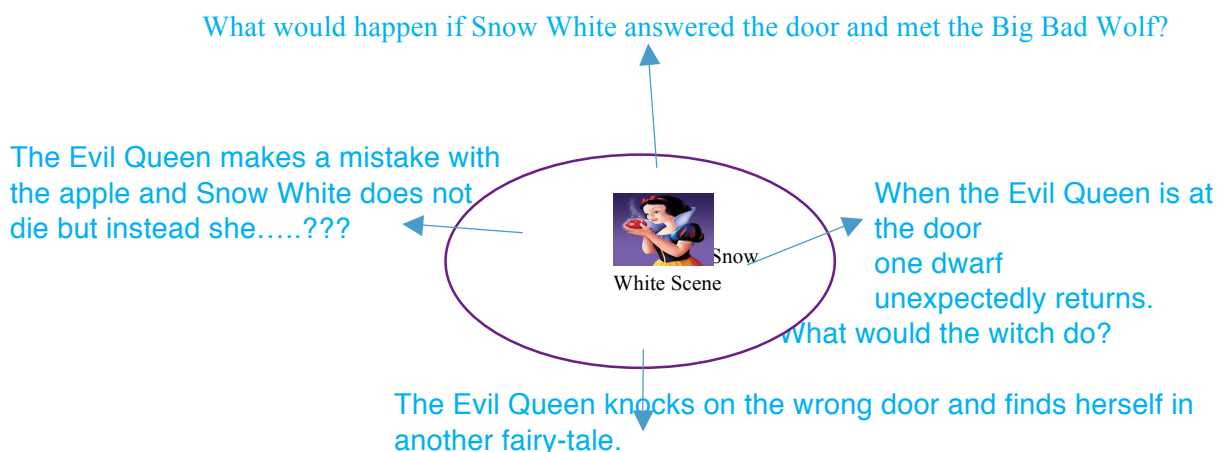 What would happen if Snow White answered the door and met the Big Bad Wolf?
The Evil Queen makes a mistake with
the apple and Snow White does not
die but instead she…..???
Snow
White Scene
When the Evil Queen is at
the door
one dwarf
unexpectedly returns.
What would the witch do?
The Evil Queen knocks on the wrong door and finds herself in
another fairy-tale.